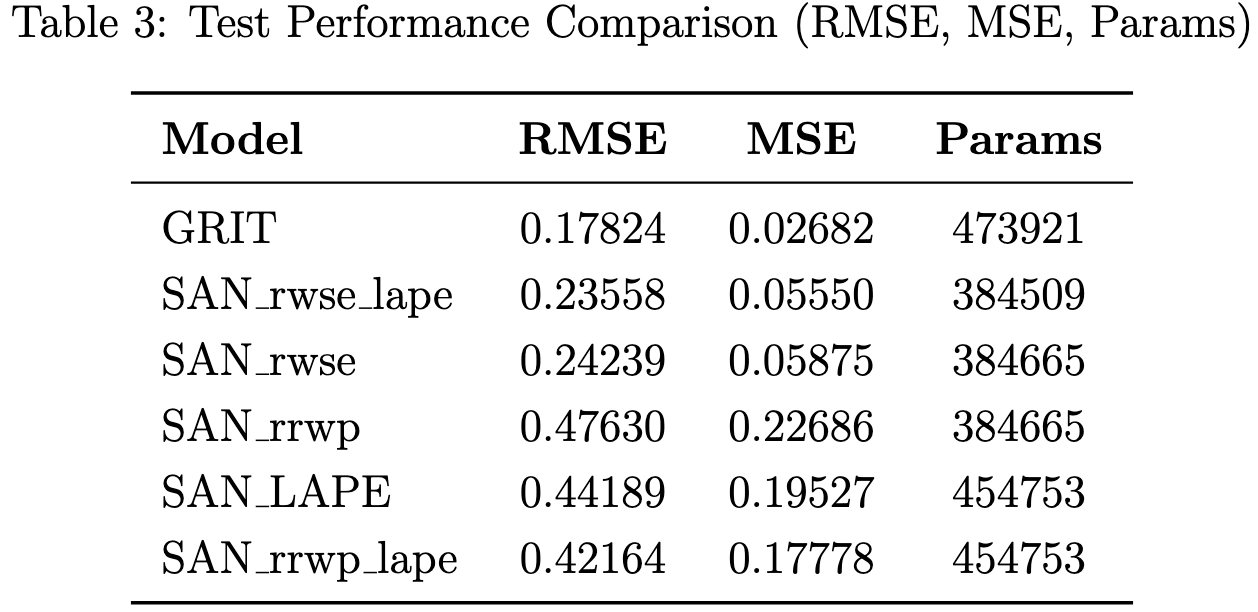 Table 3: Test Performance Comparison (RMSE, MSE, Params)
Model RMSE MSE Params
GRIT 0.17824 0.02682 473921
SAN_rwse_lape 0.23558 0.05550 384509
SAN_rwse 0.24239 0.05875 384665
SAN_rrwp 0.47630 0.22686 384665
SAN_LAPE 0.44189 0.19527 454753
SAN_rrwp_lape 0.42164 0.17778 454753